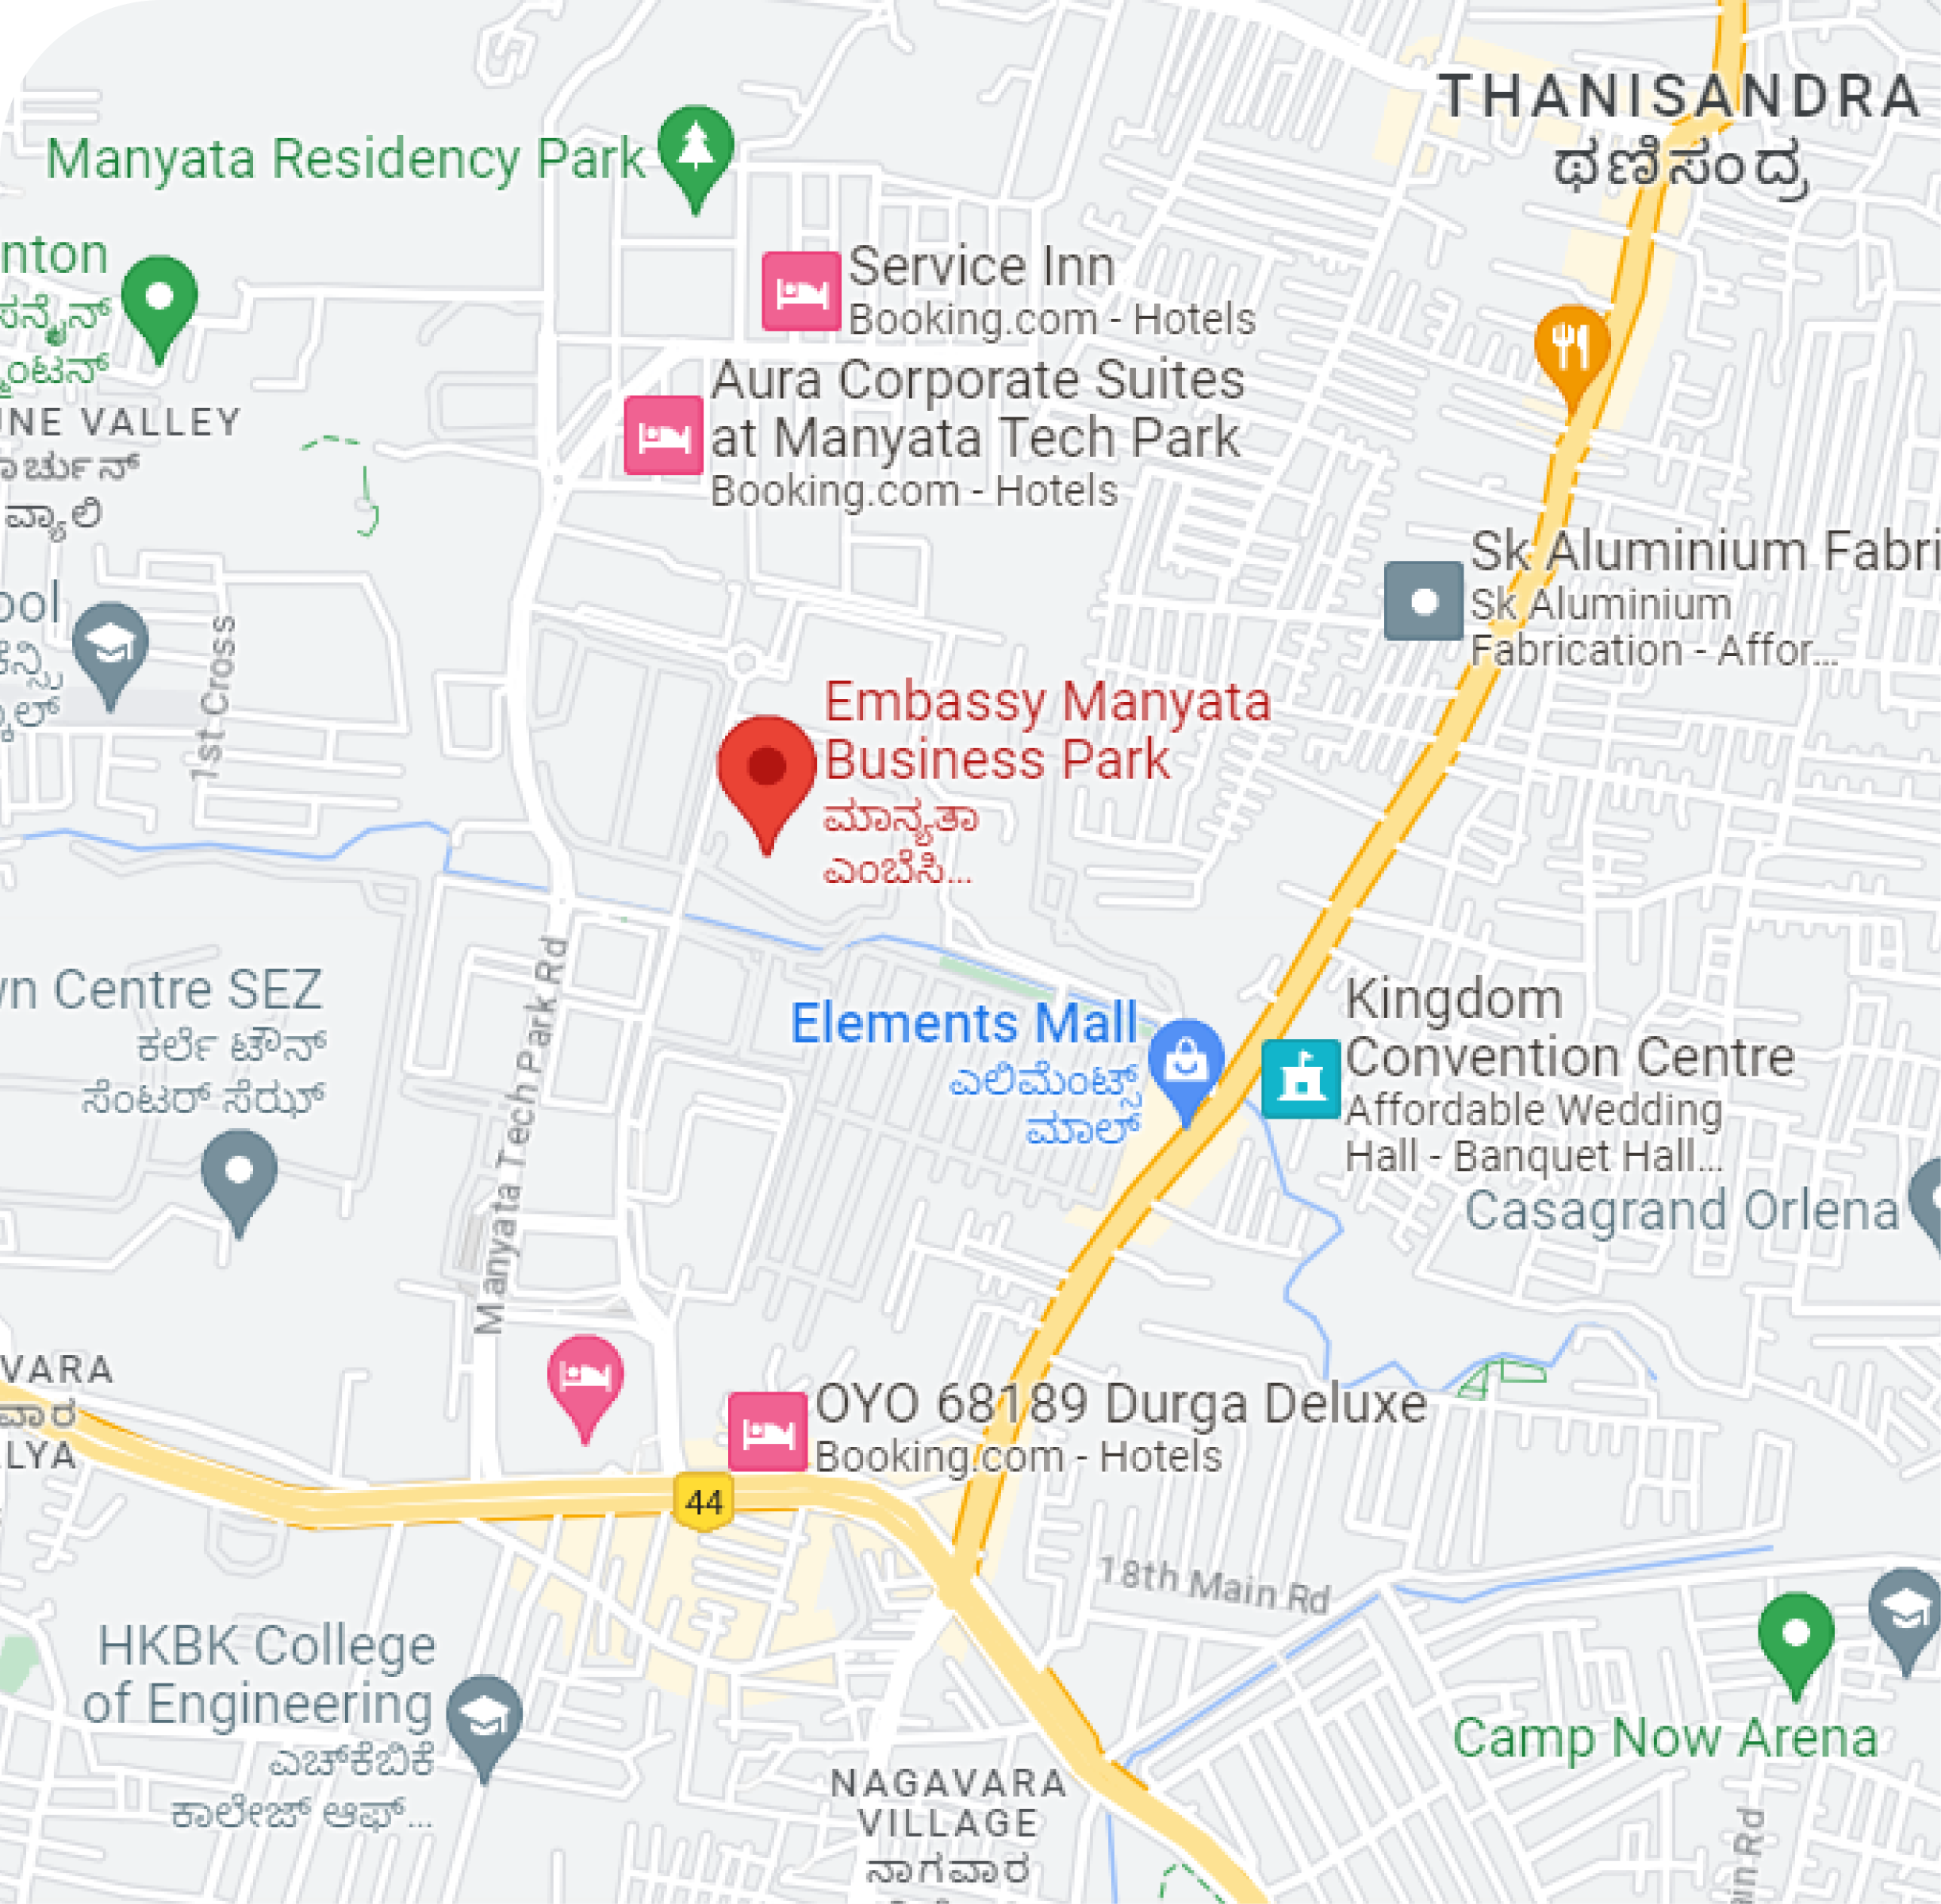 THANISANDRA
ಥಣಿಸಂದ್ರ
Manyata Residency Park
nton
Service Inn
Booking.com - Hotels
Aura Corporate Suites
at Manyata Tech Park
Booking.com - Hotels
UNE VALLEY
ವ್ಯಾಲಿ
Sk Aluminium Fabri
Sk Aluminium
Fabrication - Affor...
ool
1st Cross
Embassy Manyata
Business Park
ಮಾನ್ಯತಾ
ಎಂಬೆಸಿ...
wn Centre SEZ
ಕರ್ಲೆ ಟೌನ್
ಸೆಂಟರ್ ಸೆಝ್
Manyata Tech Park Rd
Elements Mall
ಎಲಿಮೆಂಟ್ಸ್
ಮಾಲ್
Kingdom
Convention Centre
Affordable Wedding
Hall - Banquet Hall...
Casagrand Orlena
VARA
ವಾರ
LYA
OYO 68189 Durga Deluxe
Booking.com - Hotels
44
18th Main Rd
HKBK College
of Engineering
ಎಚ್‌ಕೆಬಿಕೆ
ಕಾಲೇಜ್ ಆಫ್...
Camp Now Arena
NAGAVARA
VILLAGE
ನಾಗವಾರ
ain Rd